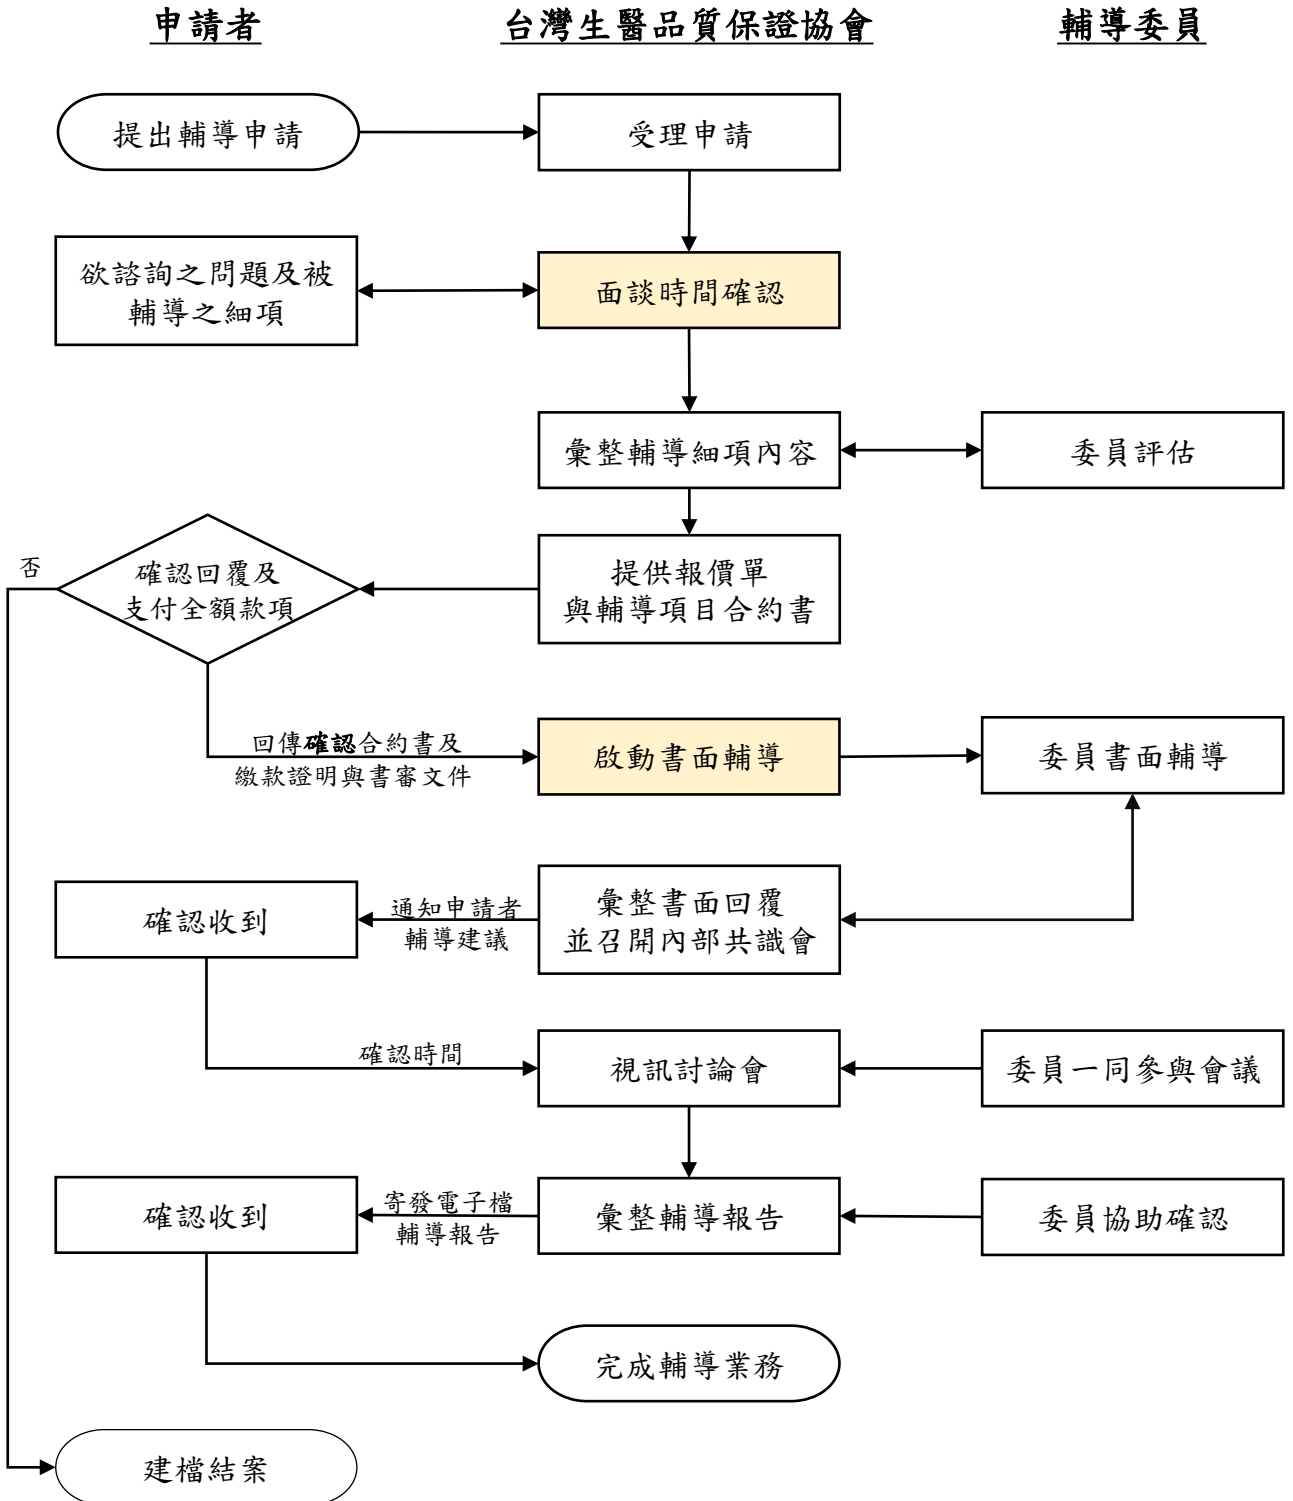 申請者
台灣生醫品質保證協會
輔導委員
提出輔導申請
受理申請
欲諮詢之問題及被
輔導之細項
面談時間確認
彙整輔導細項內容
委員評估
否
確認回覆及
支付全額款項
提供報價單
與輔導項目合約書
回傳確認合約書及
繳款證明與書審文件
啟動書面輔導
委員書面輔導
確認收到
通知申請者
輔導建議
彙整書面回覆
並召開內部共識會
確認時間
視訊討論會
委員一同參與會議
確認收到
寄發電子檔
輔導報告
彙整輔導報告
委員協助確認
完成輔導業務
建檔結案